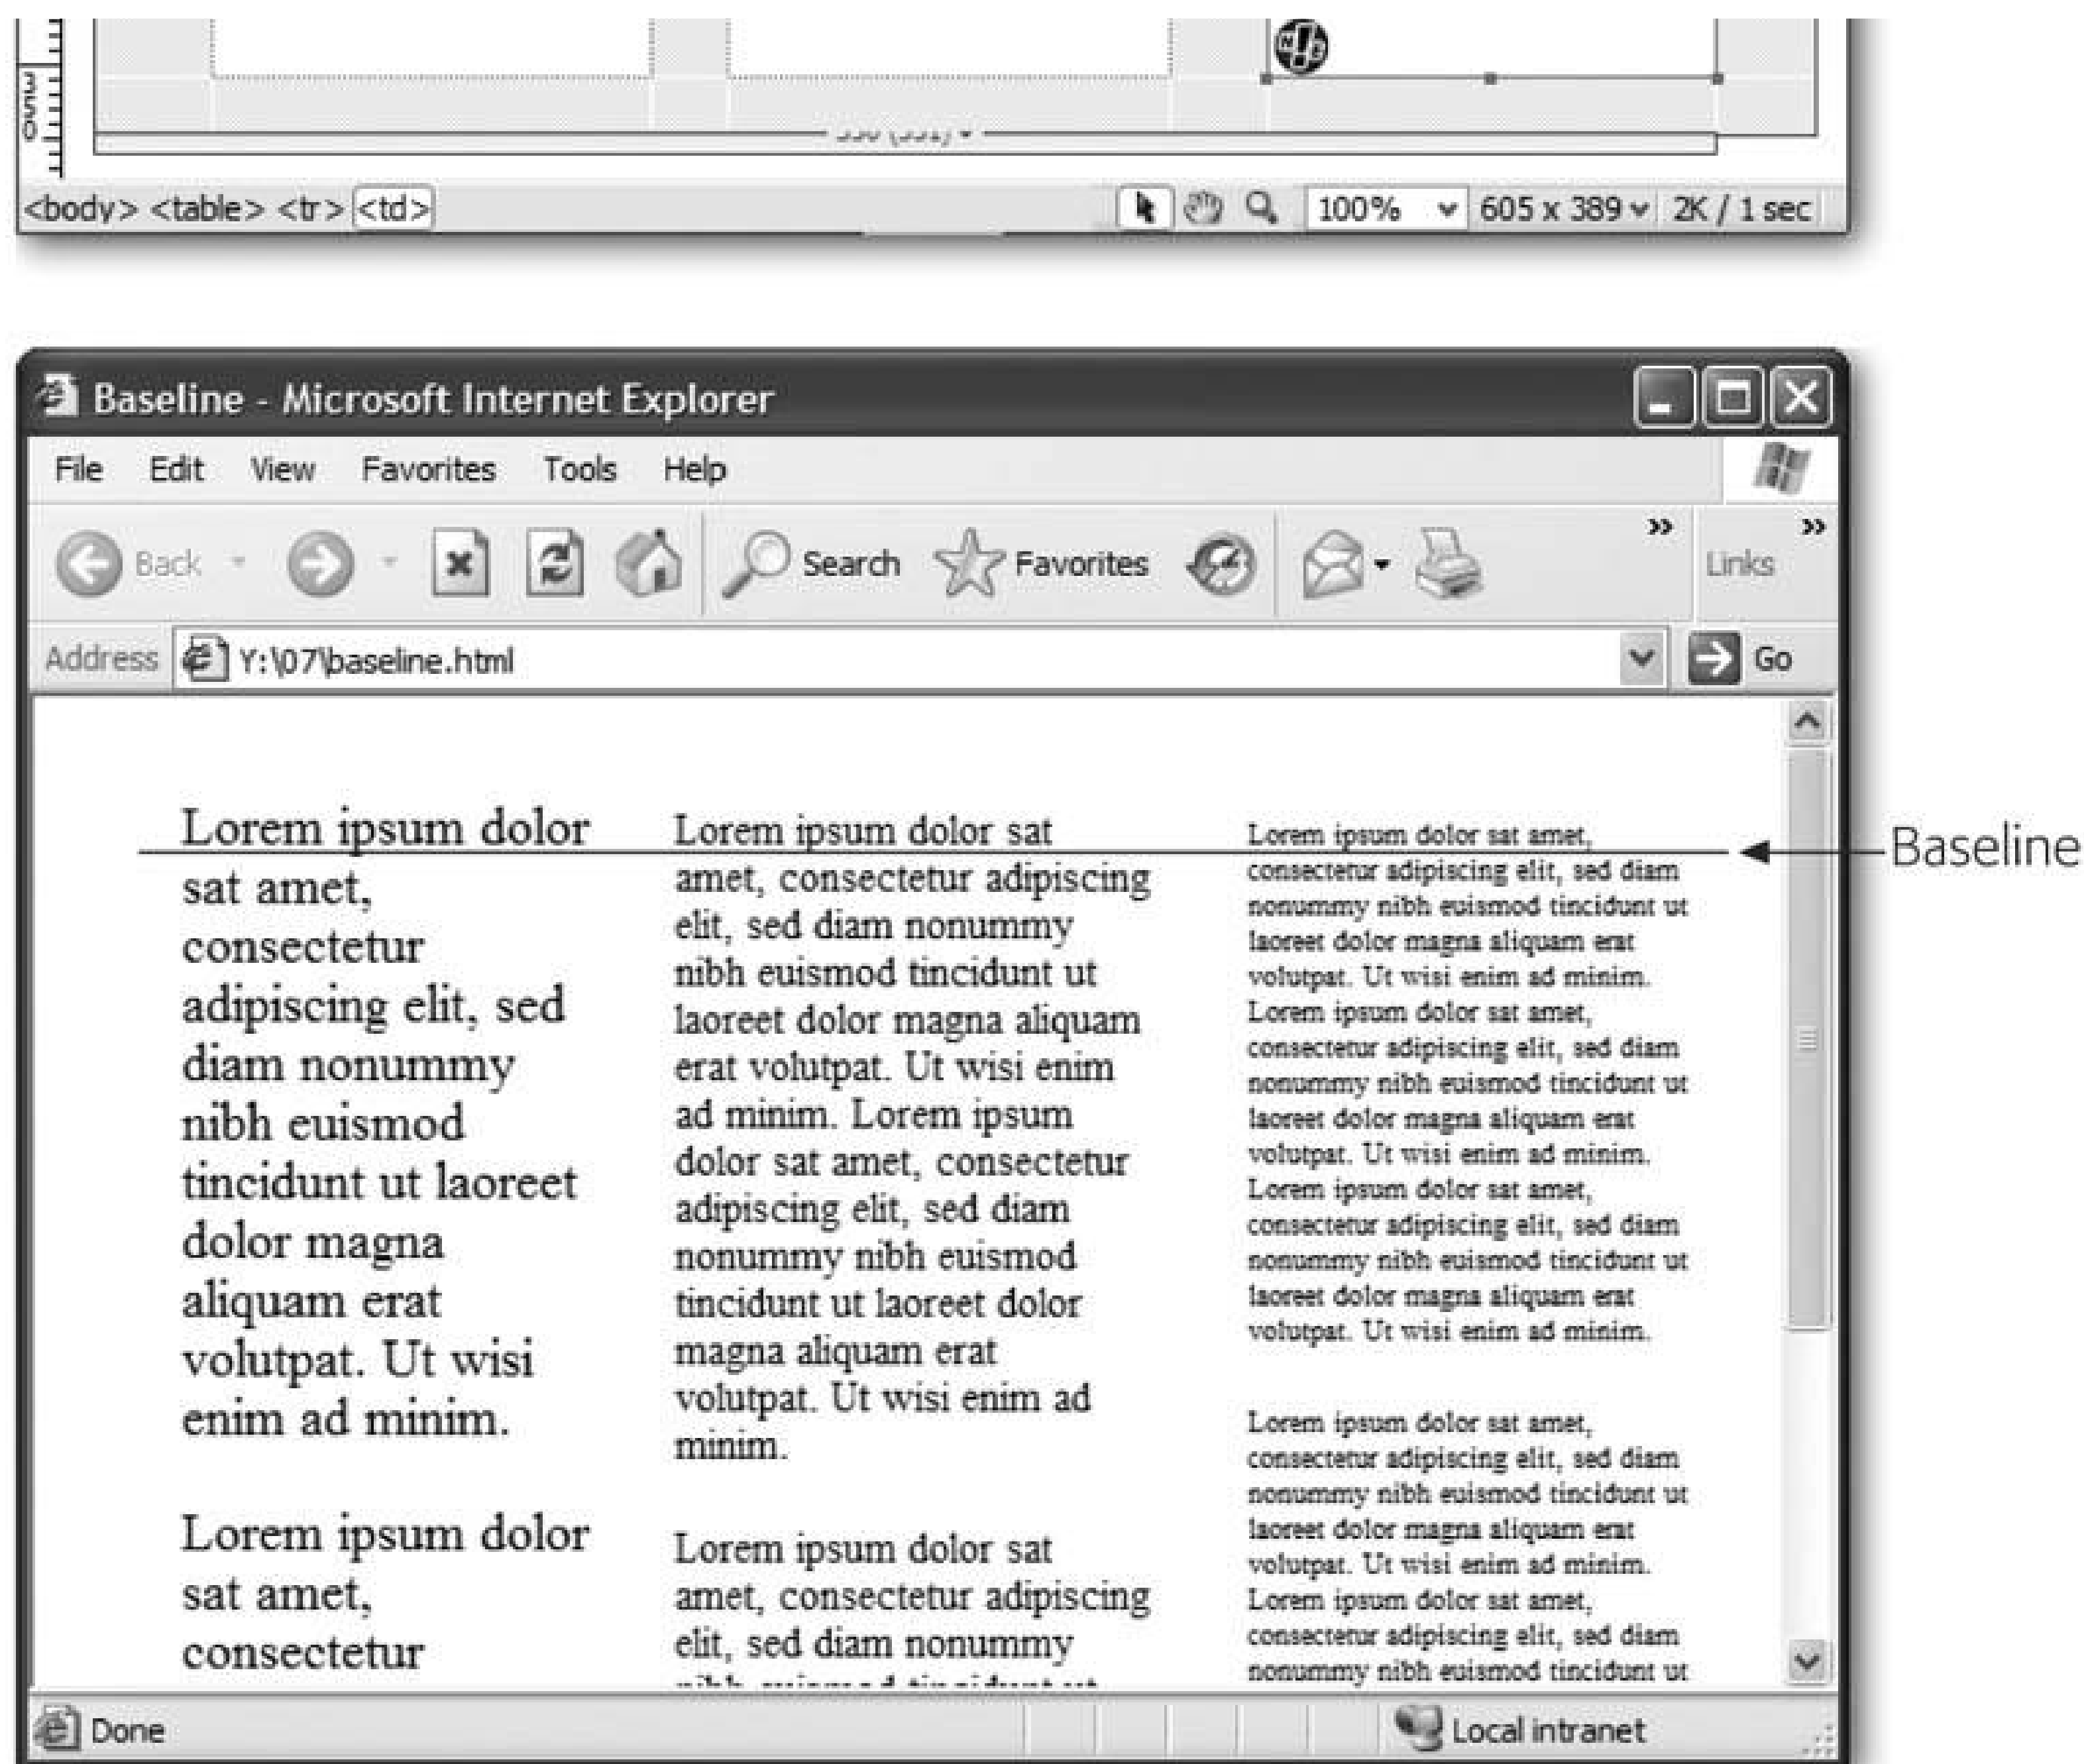 <body> <table> <tr> <td>
100% 605 x 389 2K / 1 sec
Baseline - Microsoft Internet Explorer
File Edit View Favorites Tools Help
Back Search Favorites » Links »
Address Y:\07\baseline.html Go
Lorem ipsum dolor
sat amet,
consectetur
adipiscing elit, sed
diam nonummy
nibh euismod
tincidunt ut laoreet
dolor magna
aliquam erat
volutpat. Ut wisi
enim ad minim.
Lorem ipsum dolor
sat amet,
consectetur
Lorem ipsum dolor sat
amet, consectetur adipiscing
elit, sed diam nonummy
nibh euismod tincidunt ut
laoreet dolor magna aliquam
erat volutpat. Ut wisi enim
ad minim. Lorem ipsum
dolor sat amet, consectetur
adipiscing elit, sed diam
nonummy nibh euismod
tincidunt ut laoreet dolor
magna aliquam erat
volutpat. Ut wisi enim ad
minim.
Lorem ipsum dolor sat
amet, consectetur adipiscing
elit, sed diam nonummy
Lorem ipsum dolor sat amet,
consectetur adipiscing elit, sed diam
nonummy nibh euismod tincidunt ut
laoreet dolor magna aliquam erat
volutpat. Ut wisi enim ad minim.
Lorem ipsum dolor sat amet,
consectetur adipiscing elit, sed diam
nonummy nibh euismod tincidunt ut
laoreet dolor magna aliquam erat
volutpat. Ut wisi enim ad minim.
Lorem ipsum dolor sat amet,
consectetur adipiscing elit, sed diam
nonummy nibh euismod tincidunt ut
laoreet dolor magna aliquam erat
volutpat. Ut wisi enim ad minim.
Lorem ipsum dolor sat amet,
consectetur adipiscing elit, sed diam
nonummy nibh euismod tincidunt ut
laoreet dolor magna aliquam erat
volutpat. Ut wisi enim ad minim.
Lorem ipsum dolor sat amet,
consectetur adipiscing elit, sed diam
nonummy nibh euismod tincidunt ut
Baseline
Done Local intranet